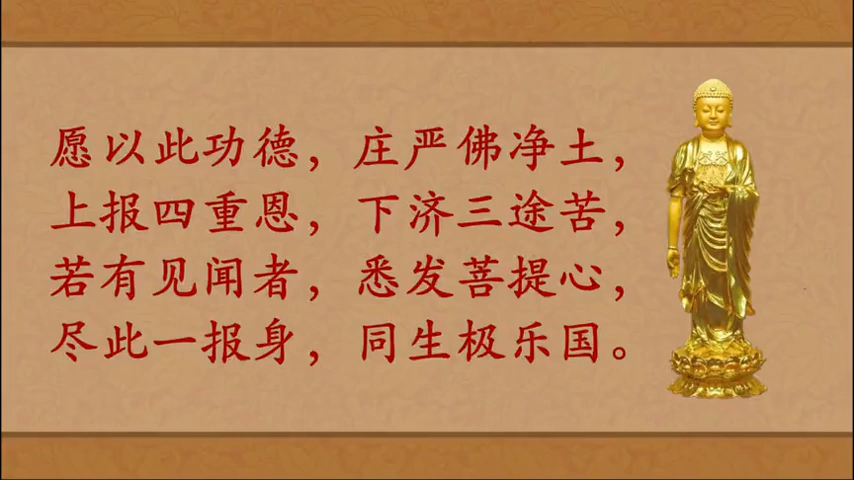 愿以此功德，庄严佛净土，
上报四重恩，下济三途苦，
若有见闻者，悉发菩提心，
尽此一报身，同生极乐国。